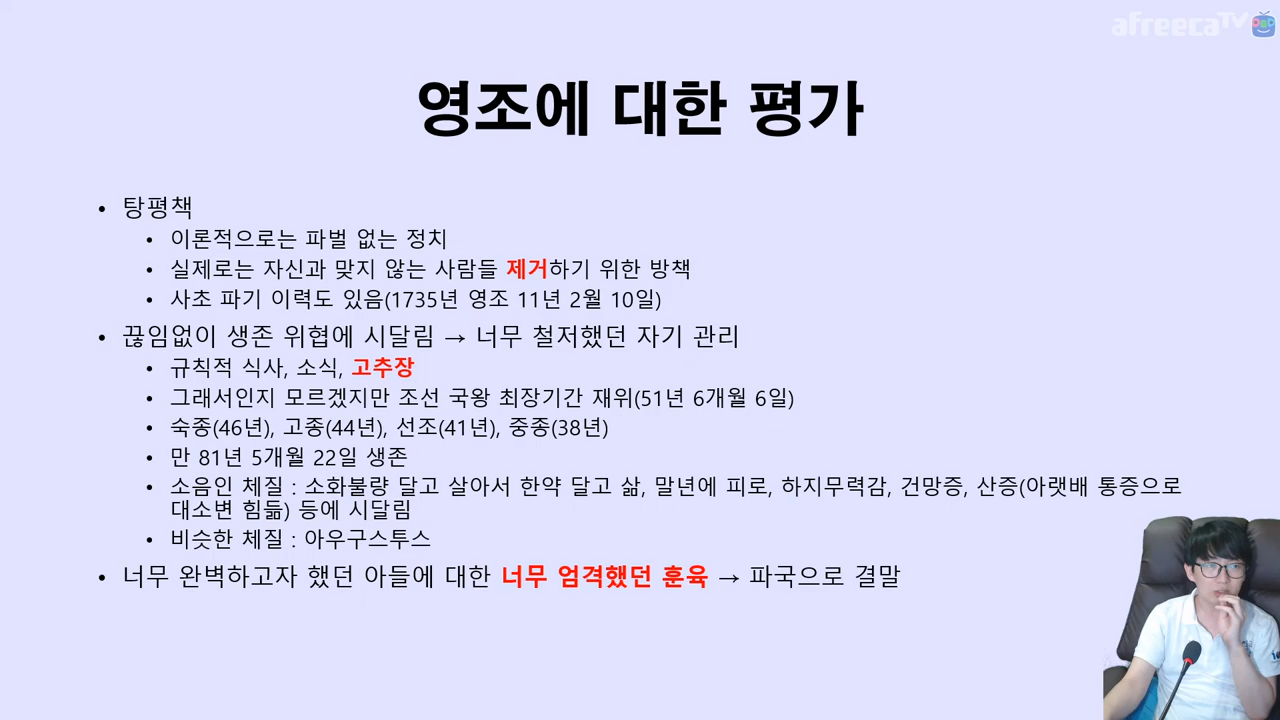 afreecaTV
영조에 대한 평가
• 탕평책
• 이론적으로는 파벌 없는 정치
• 실제로는 자신과 맞지 않는 사람들 제거하기 위한 방책
• 사초 파기 이력도 있음(1735년 영조 11년 2월 10일)
• 끊임없이 생존 위협에 시달림 → 너무 철저했던 자기 관리
• 규칙적 식사, 소식, 고추장
• 그래서인지 모르겠지만 조선 국왕 최장기간 재위(51년 6개월 6일)
• 숙종(46년), 고종(44년), 선조(41년), 중종(38년)
• 만 81년 5개월 22일 생존
• 소음인 체질 : 소화불량 달고 살아서 한약 달고 삶, 말년에 피로, 하지무력감, 건망증, 산증(아랫배 통증으로
대소변 힘듦) 등에 시달림
• 비슷한 체질 : 아우구스투스
• 너무 완벽하고자 했던 아들에 대한 너무 엄격했던 훈육 → 파국으로 결말